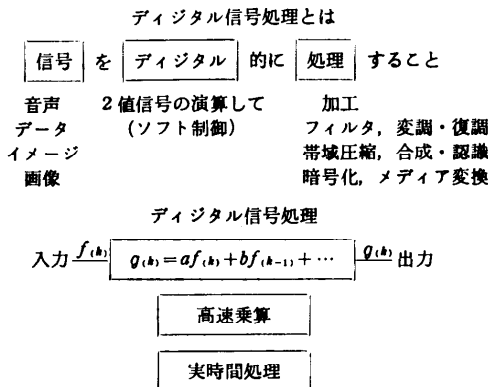 ディジタル信号処理とは
信号 を ディジタル 的に 処理 すること
音声 2値信号の演算して 加工
データ (ソフト制御) フィルタ, 変調・復調
イメージ 帯域圧縮, 合成・認識
画像 暗号化, メディア変換
ディジタル信号処理
入力 f(k) g(k)=af(k)+bf(k−1)+… g(k) 出力
高速乗算
実時間処理